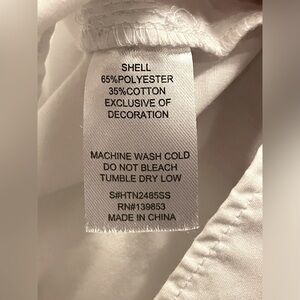 SHELL
65%POLYESTER
35%COTTON
EXCLUSIVE OF
DECORATION
MACHINE WASH COLD
DO NOT BLEACH
TUMBLE DRY LOW
S#HTN2485SS
RN#139853
MADE IN CHINA